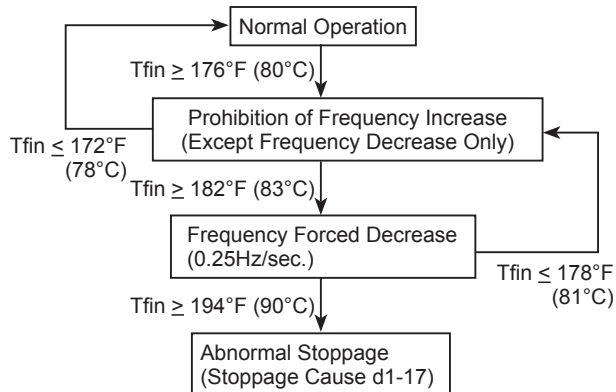 Normal Operation
Tfin ≥ 176°F (80°C)
Prohibition of Frequency Increase
(Except Frequency Decrease Only)
Tfin ≤ 172°F
(78°C)
Tfin ≥ 182°F (83°C)
Frequency Forced Decrease
(0.25Hz/sec.)
Tfin ≤ 178°F
(81°C)
Tfin ≥ 194°F (90°C)
Abnormal Stoppage
(Stoppage Cause d1-17)